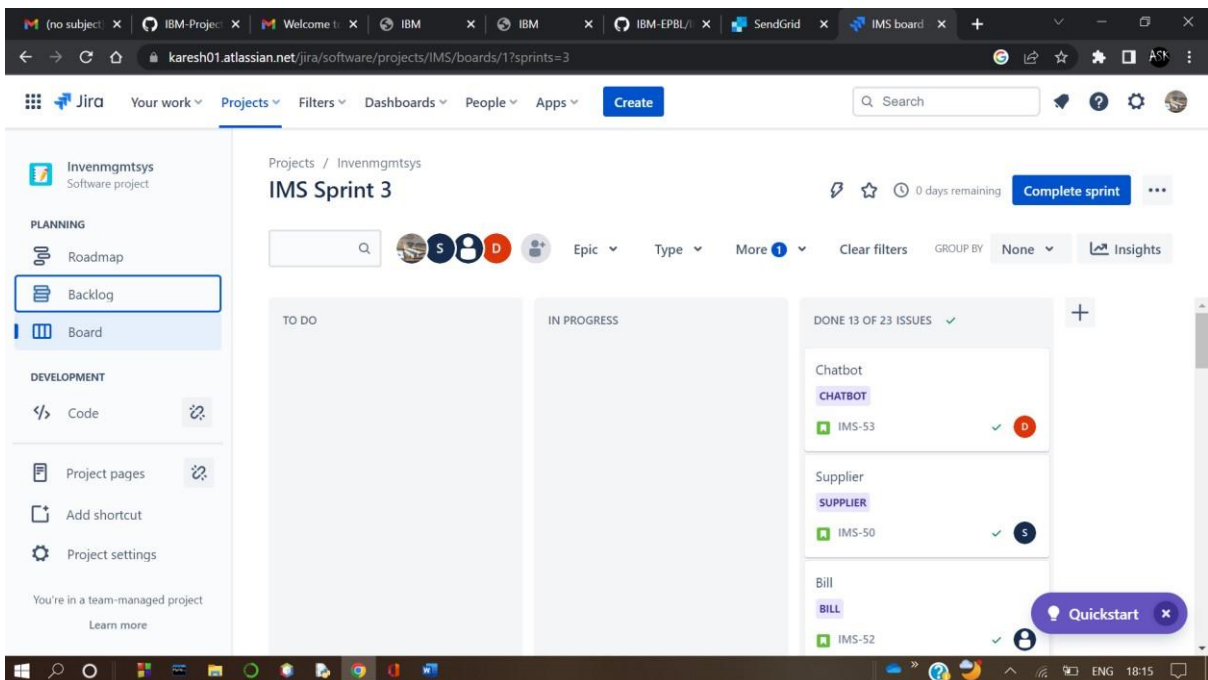 (no subject)
IBM-Projec
Welcome to
IBM
IBM
IBM-EPBL/I
SendGrid
IMS board
karesh01.atlassian.net/jira/software/projects/IMS/boards/1?sprints=3
ASK
Jira
Your work
Projects
Filters
Dashboards
People
Apps
Create
Search
Invenmgmtsys
Software project
PLANNING
Roadmap
Backlog
Board
DEVELOPMENT
Code
Project pages
Add shortcut
Project settings
You're in a team-managed project
Learn more
Projects / Invenmgmtsys
IMS Sprint 3
0 days remaining
Complete sprint
S
D
Epic
Type
More 1
Clear filters
GROUP BY
None
Insights
TO DO
IN PROGRESS
DONE 13 OF 23 ISSUES
Chatbot
CHATBOT
IMS-53
D
Supplier
SUPPLIER
IMS-50
S
Bill
BILL
IMS-52
Quickstart
ENG 18:15